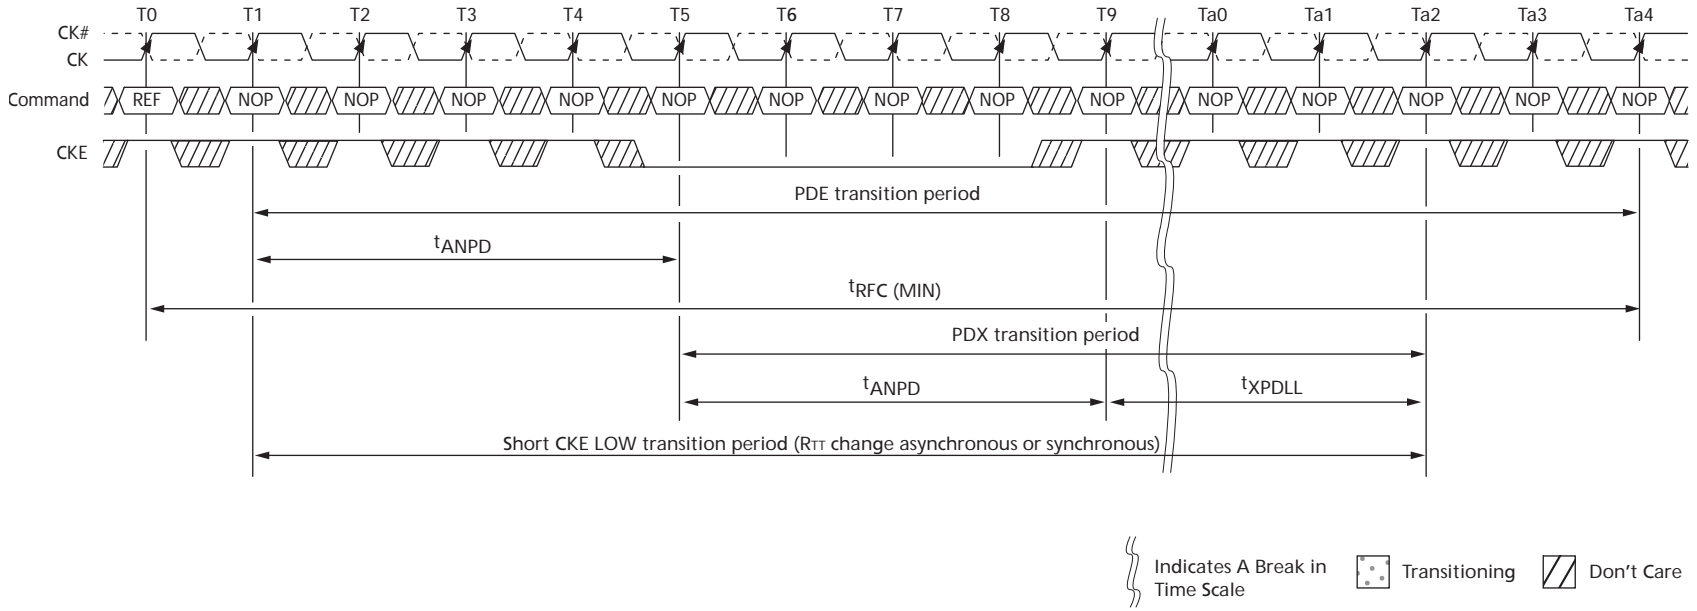 T0 T1 T2 T3 T4 T5 T6 T7 T8 T9 Ta0 Ta1 Ta2 Ta3 Ta4
CK#
CK
Command REF NOP NOP NOP NOP NOP NOP NOP NOP NOP NOP NOP NOP NOP NOP
CKE
PDE transition period
tANPD
tRFC (MIN)
PDX transition period
tANPD tXPDLL
Short CKE LOW transition period (RTT change asynchronous or synchronous)
Indicates A Break in
Time Scale
Transitioning
Don't Care